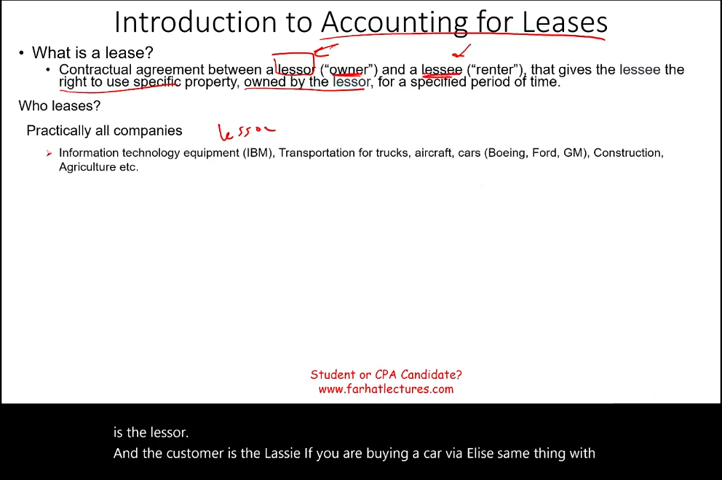 Introduction to Accounting for Leases
• What is a lease?
• Contractual agreement between a lessor ("owner") and a lessee ("renter"), that gives the lessee the
right to use specific property, owned by the lessor, for a specified period of time.
Who leases?
Practically all companies
lessor
➢ Information technology equipment (IBM), Transportation for trucks, aircraft, cars (Boeing, Ford, GM), Construction,
Agriculture etc.
Student or CPA Candidate?
www.farhatlectures.com
is the lessor.
And the customer is the Lassie If you are buying a car via Elise same thing with